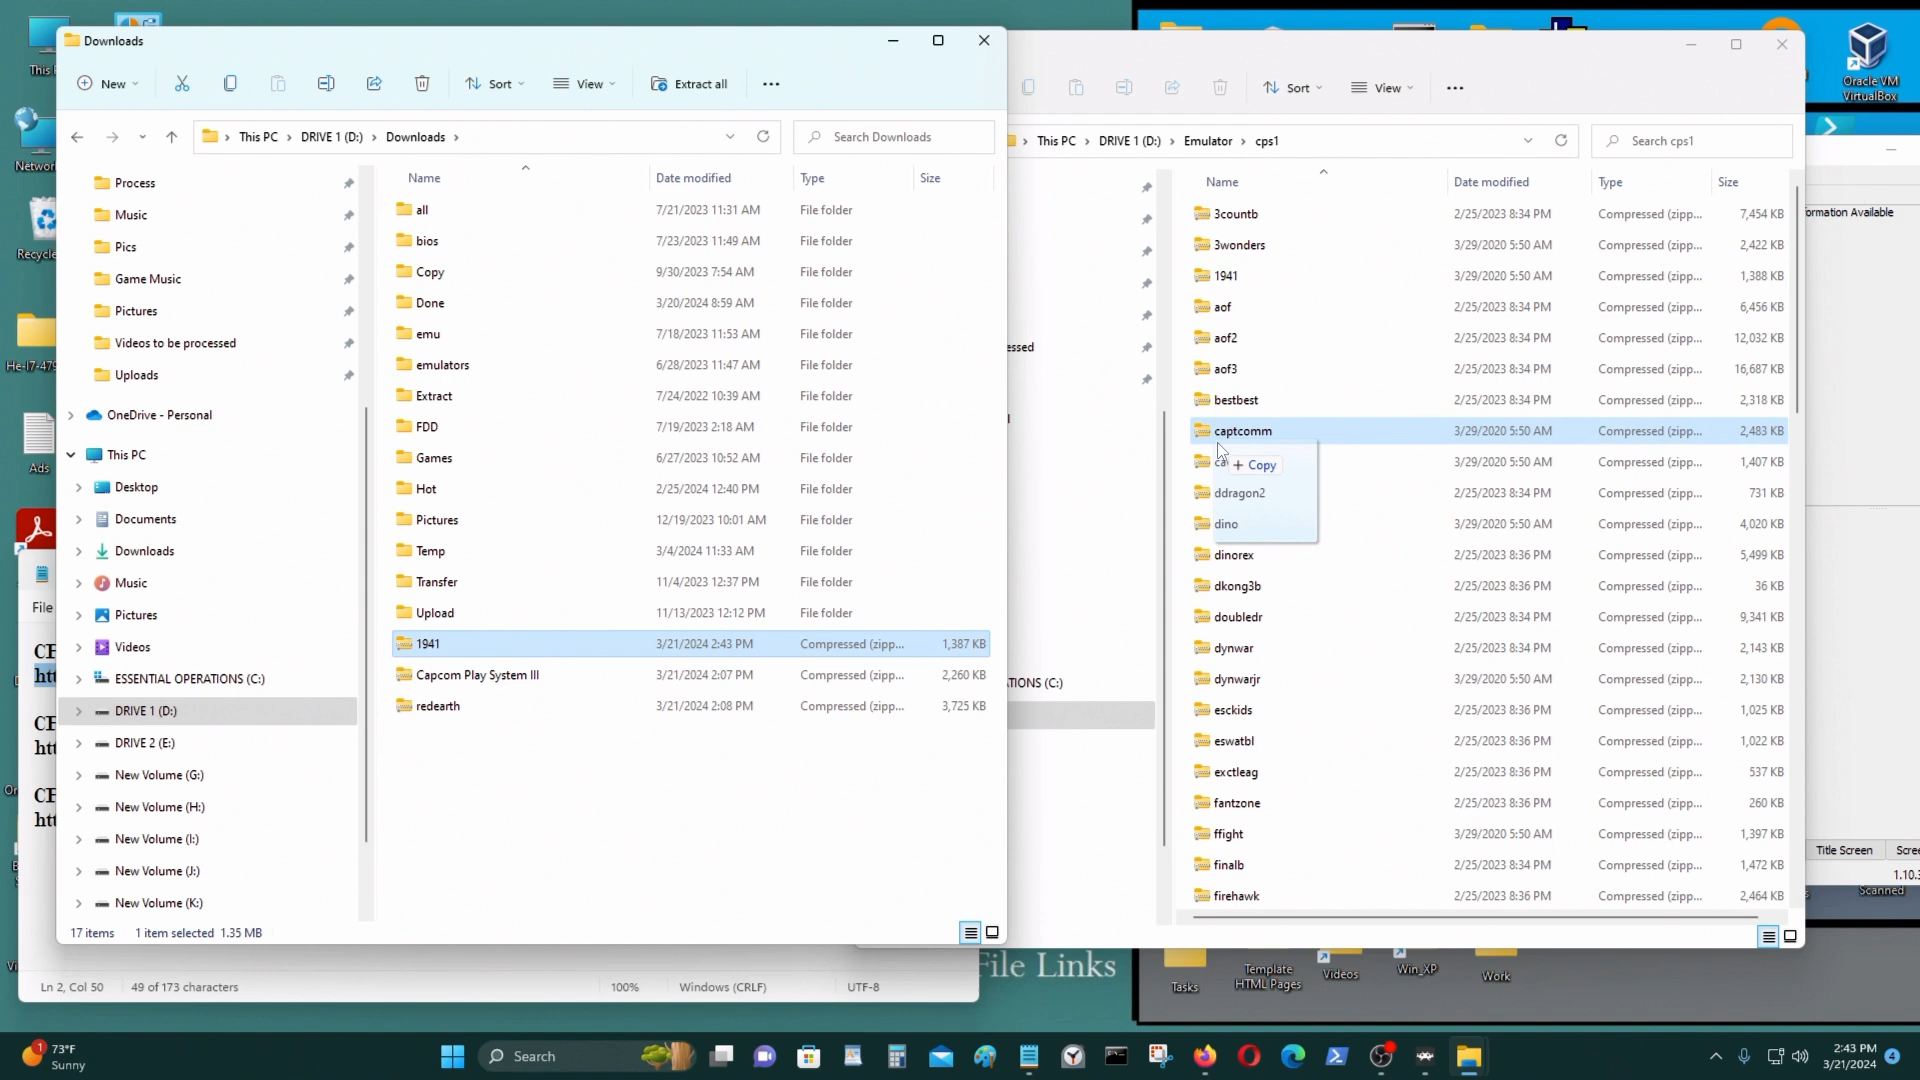 Downloads
New
Sort
View
Extract all
This PC
DRIVE 1 (D:)
Downloads
Search Downloads
Name
Date modified
Type
Size
Process
Music
Pics
Game Music
Pictures
Videos to be processed
Uploads
OneDrive - Personal
This PC
Desktop
Documents
Downloads
Music
Pictures
Videos
ESSENTIAL OPERATIONS (C:)
DRIVE 1 (D:)
DRIVE 2 (E:)
New Volume (G:)
New Volume (H:)
New Volume (I:)
New Volume (J:)
New Volume (K:)
all 7/21/2023 11:31 AM File folder
bios 7/23/2023 11:49 AM File folder
Copy 9/30/2023 7:54 AM File folder
Done 3/20/2024 8:59 AM File folder
emu 7/18/2023 11:53 AM File folder
emulators 6/28/2023 11:47 AM File folder
Extract 7/24/2022 10:39 AM File folder
FDD 7/19/2023 2:18 AM File folder
Games 6/27/2023 10:52 AM File folder
Hot 2/25/2024 12:40 PM File folder
Pictures 12/19/2023 10:01 AM File folder
Temp 3/4/2024 11:33 AM File folder
Transfer 11/4/2023 12:37 PM File folder
Upload 11/13/2023 12:12 PM File folder
1941 3/21/2024 2:43 PM Compressed (zipp... 1,387 KB
Capcom Play System III 3/21/2024 2:07 PM Compressed (zipp... 2,260 KB
redearth 3/21/2024 2:08 PM Compressed (zipp... 3,725 KB
17 items 1 item selected 1.35 MB
Sort
View
This PC
DRIVE 1 (D:)
Emulator
cps1
Search cps1
Name
Date modified
Type
Size
essed
TIONS (C:)
3countb 2/25/2023 8:34 PM Compressed (zipp... 7,454 KB
3wonders 3/29/2020 5:50 AM Compressed (zipp... 2,422 KB
1941 3/29/2020 5:50 AM Compressed (zipp... 1,388 KB
aof 2/25/2023 8:34 PM Compressed (zipp... 6,456 KB
aof2 2/25/2023 8:34 PM Compressed (zipp... 12,032 KB
aof3 2/25/2023 8:34 PM Compressed (zipp... 16,687 KB
bestbest 2/25/2023 8:34 PM Compressed (zipp... 2,318 KB
captcomm 3/29/2020 5:50 AM Compressed (zipp... 2,483 KB
3/29/2020 5:50 AM Compressed (zipp... 1,407 KB
+ Copy
ddragon2 2/25/2023 8:34 PM Compressed (zipp... 731 KB
dino 3/29/2020 5:50 AM Compressed (zipp... 4,020 KB
dinorex 2/25/2023 8:36 PM Compressed (zipp... 5,499 KB
dkong3b 2/25/2023 8:36 PM Compressed (zipp... 36 KB
doubledr 2/25/2023 8:34 PM Compressed (zipp... 9,341 KB
dynwar 2/25/2023 8:34 PM Compressed (zipp... 2,143 KB
dynwarjr 3/29/2020 5:50 AM Compressed (zipp... 2,130 KB
esckids 2/25/2023 8:36 PM Compressed (zipp... 1,025 KB
eswatbl 2/25/2023 8:36 PM Compressed (zipp... 1,022 KB
exctleag 2/25/2023 8:36 PM Compressed (zipp... 537 KB
fantzone 2/25/2023 8:36 PM Compressed (zipp... 260 KB
ffight 3/29/2020 5:50 AM Compressed (zipp... 1,397 KB
finalb 2/25/2023 8:34 PM Compressed (zipp... 1,472 KB
firehawk 2/25/2023 8:36 PM Compressed (zipp... 2,464 KB
Oracle VM
VirtualBox
formation Available
Title Screen
Scree
1.10.3
Scanned
This
Network
Recycle
He-I7-479
Ads
File
htt
htt
htt
File Links
Tasks
Template
HTML Pages
Videos
Win_XP
Work
Ln 2, Col 50 49 of 173 characters 100% Windows (CRLF) UTF-8
1
73°F
Sunny
Search
2:43 PM
3/21/2024
4